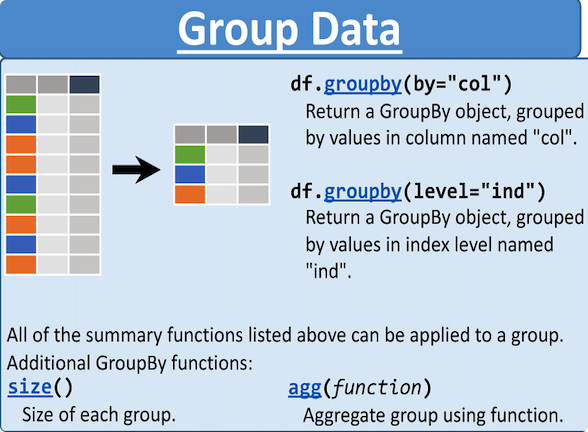 Group Data
df.groupby(by="col")
Return a GroupBy object, grouped
by values in column named "col".
df.groupby(level="ind")
Return a GroupBy object, grouped
by values in index level named
"ind".
All of the summary functions listed above can be applied to a group.
Additional GroupBy functions:
size()
Size of each group.
agg(function)
Aggregate group using function.